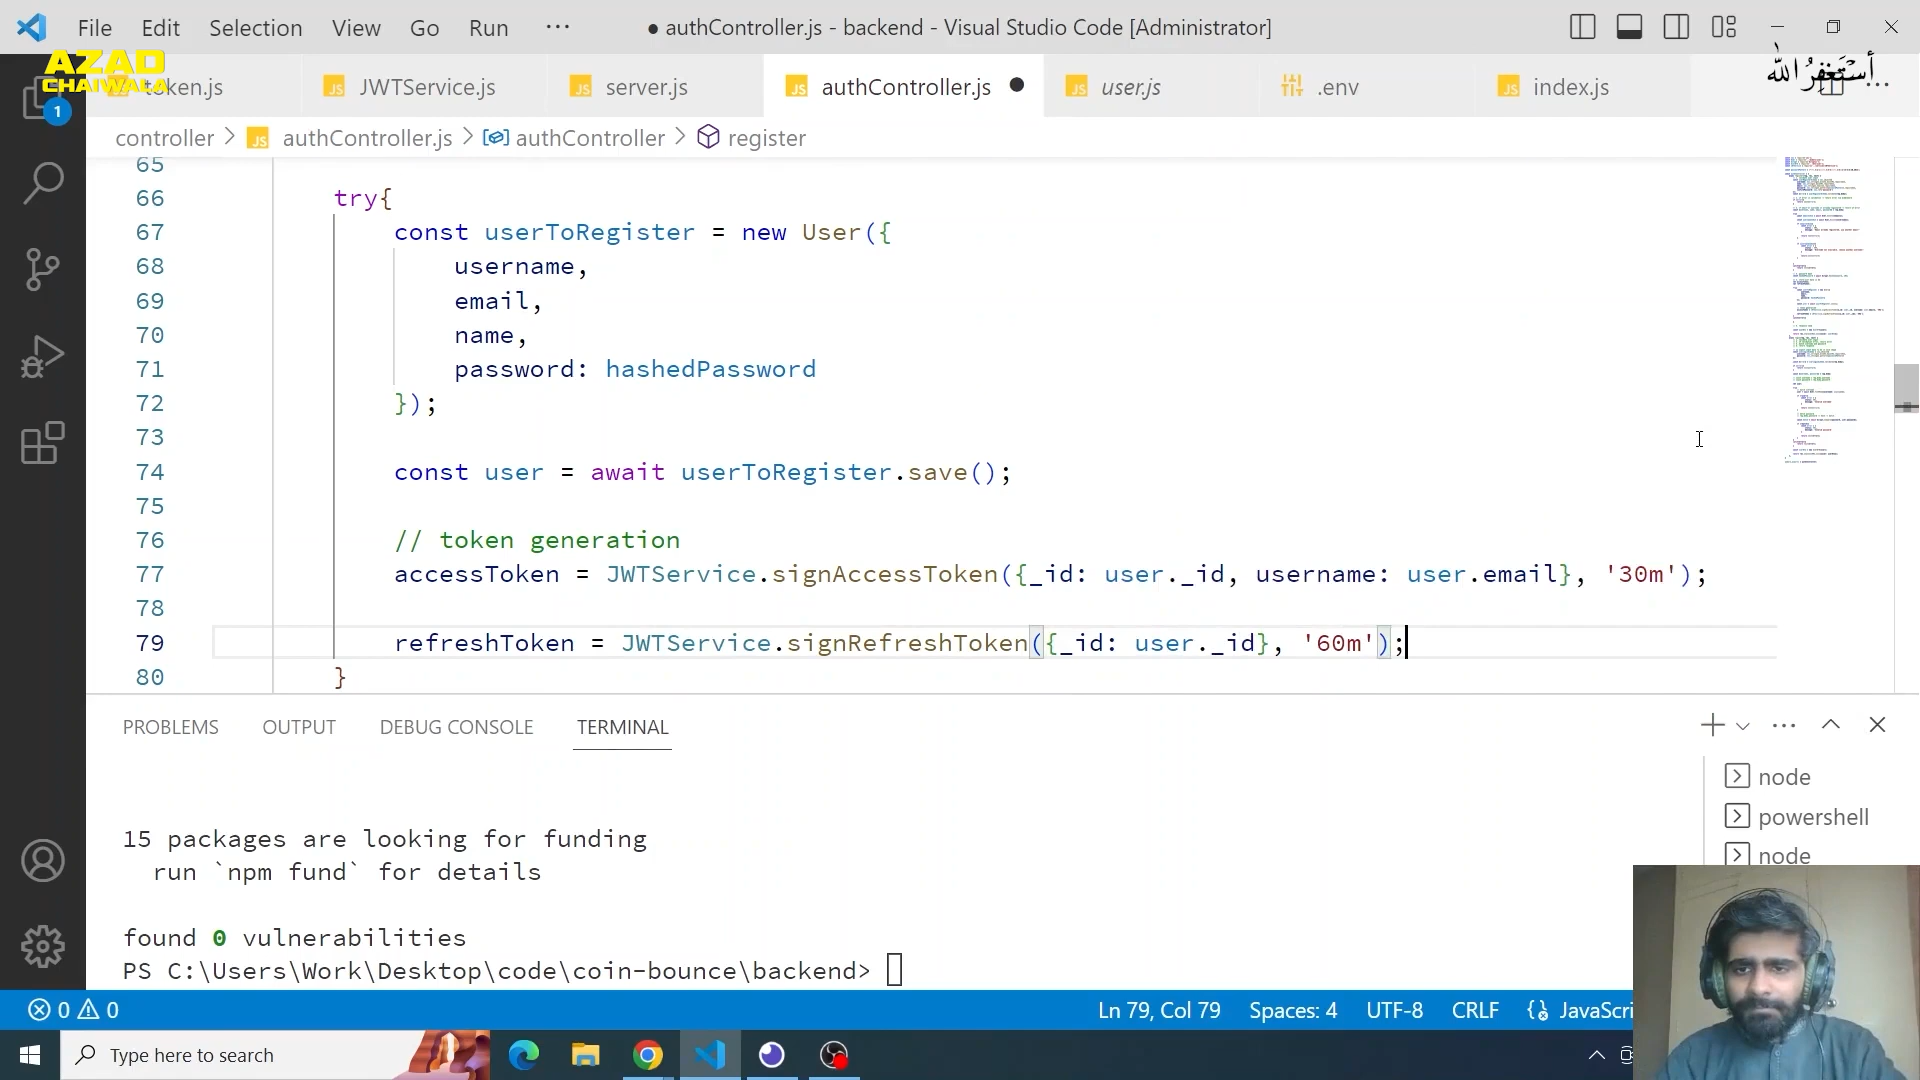 File Edit Selection View Go Run ··· ● authController.js - backend - Visual Studio Code [Administrator]
AZAD
CHAIWALA
أستغفر الله
token.js JWTService.js server.js authController.js user.js .env index.js
1
controller > authController.js > authController > register
65
66 try{
67 const userToRegister = new User({
68 username,
69 email,
70 name,
71 password: hashedPassword
72 });
73
74 const user = await userToRegister.save();
75
76 // token generation
77 accessToken = JWTService.signAccessToken({_id: user._id, username: user.email}, '30m');
78
79 refreshToken = JWTService.signRefreshToken({_id: user._id}, '60m');
80 }
PROBLEMS OUTPUT DEBUG CONSOLE TERMINAL
node
powershell
node
15 packages are looking for funding
run `npm fund` for details
found 0 vulnerabilities
PS C:\Users\Work\Desktop\code\coin-bounce\backend>
0 0 Ln 79, Col 79 Spaces: 4 UTF-8 CRLF JavaScri
Type here to search